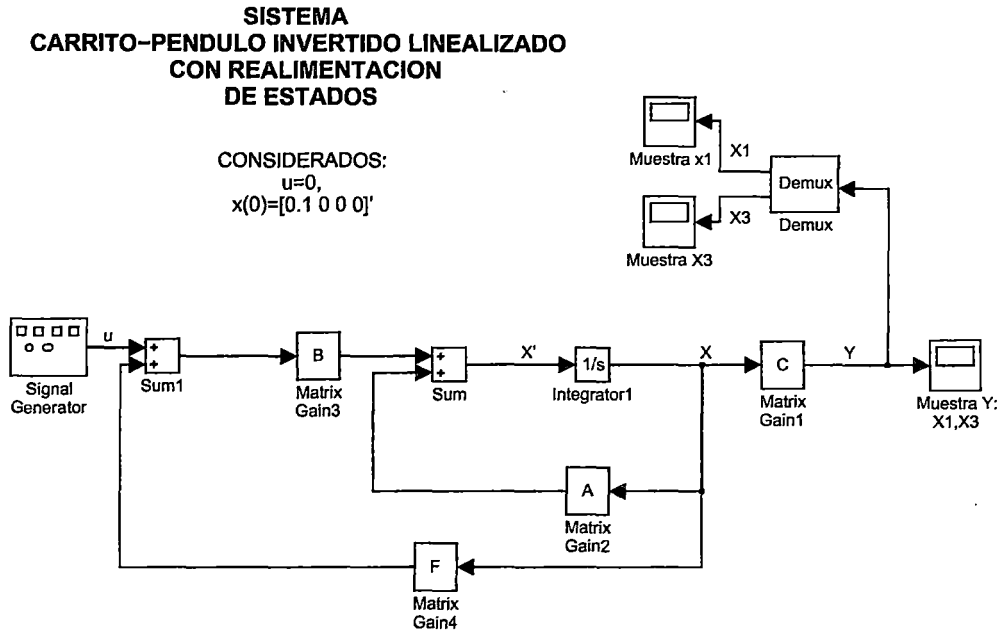 SISTEMA
CARRITO-PENDULO INVERTIDO LINEALIZADO
CON REALIMENTACION
DE ESTADOS
CONSIDERADOS:
u=0,
x(0)=[0.1 0 0 0]'
Muestra x1
X1
Demux
Demux
X3
Muestra X3
u
Signal
Generator
+
+
Sum1
B
Matrix
Gain3
+
+
Sum
X'
1/s
Integrator1
X
C
Matrix
Gain1
Y
Muestra Y:
X1,X3
A
Matrix
Gain2
F
Matrix
Gain4